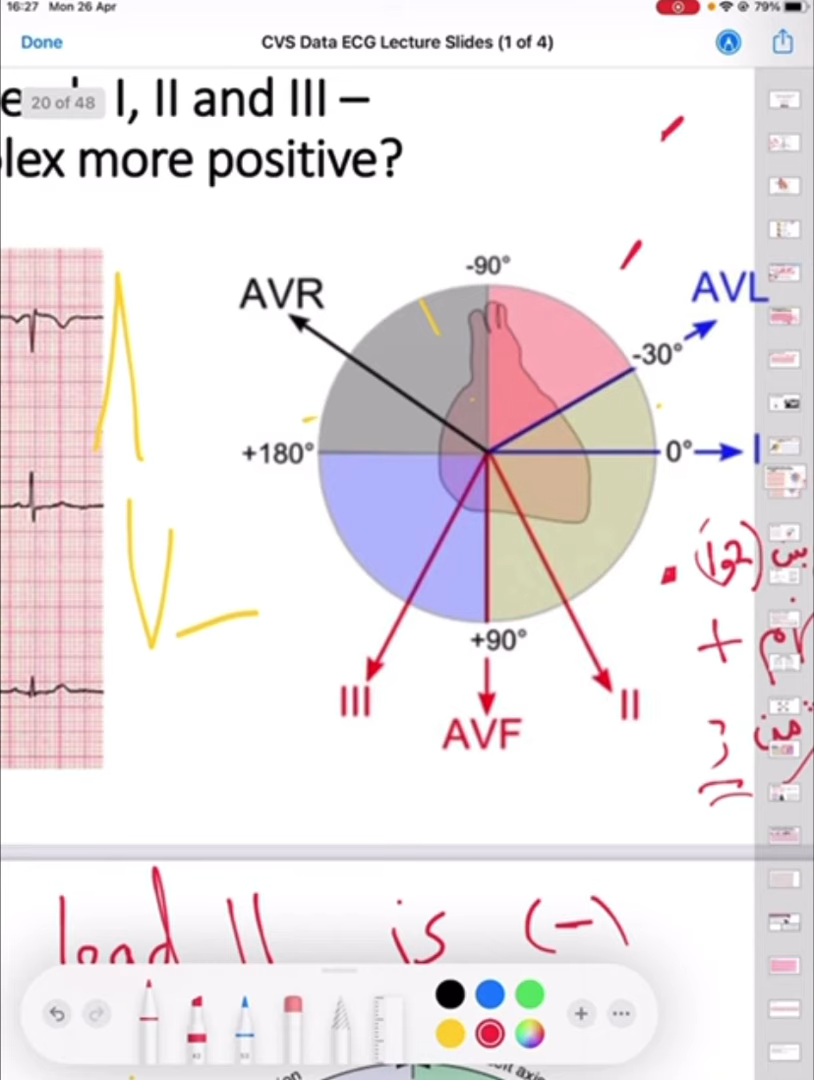 16:27 Mon 26 Apr
79%
Done
CVS Data ECG Lecture Slides (1 of 4)
20 of 48
I, II and III –
lex more positive?
-90°
AVR
AVL
-30°
+180°
0°
I
+90°
III
II
AVF
+
lead II is (-)